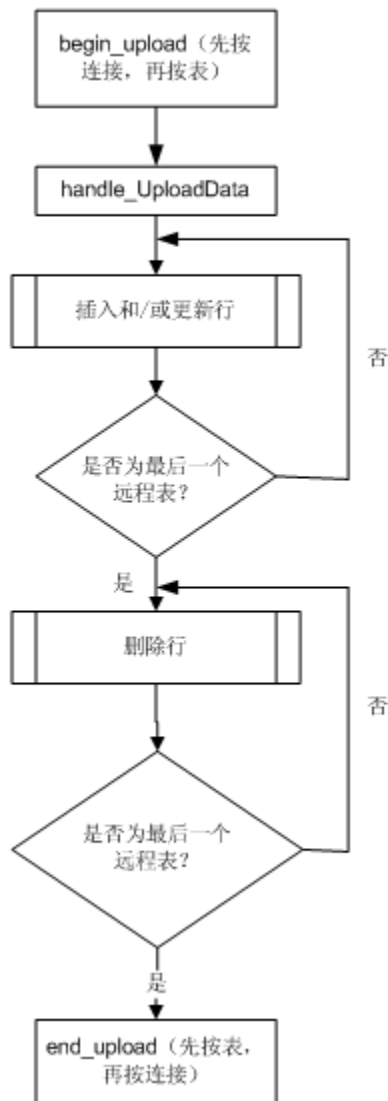 begin_upload（先按
连接，再按表）
handle_UploadData
插入和/或更新行
否
是否为最后一个
远程表？
是
删除行
否
是否为最后一个
远程表？
是
end_upload（先按表，
再按连接）